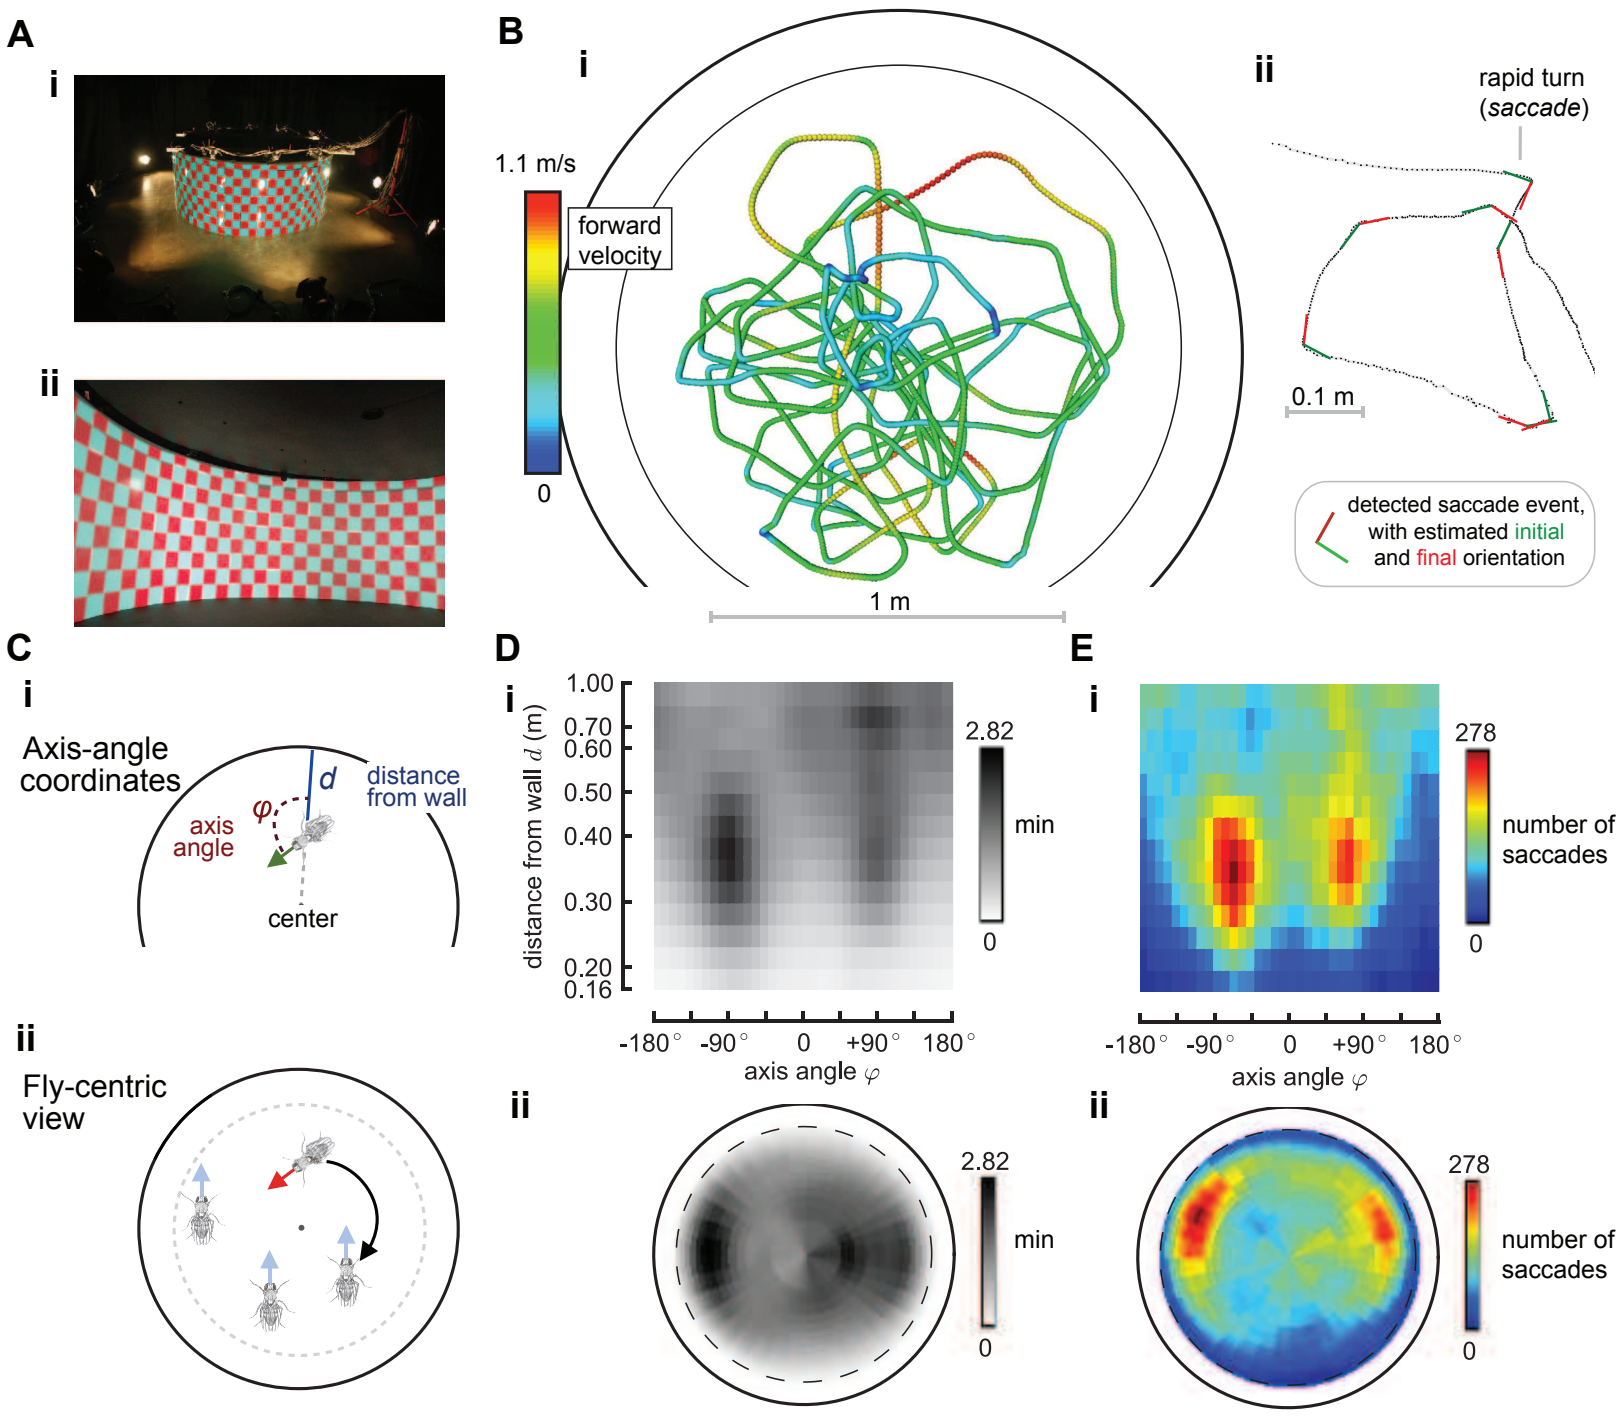 A
i
ii
B
i
1.1 m/s
forward
velocity
0
1 m
ii
rapid turn
(saccade)
0.1 m
detected saccade event,
with estimated initial
and final orientation
C
i
Axis-angle
coordinates
d
distance
from wall
φ
axis
angle
center
ii
Fly-centric
view
D
i
distance from wall d (m)
1.00
0.70
0.60
0.50
0.40
0.30
0.20
0.16
-180° -90° 0 +90° 180°
axis angle φ
2.82
min
0
ii
2.82
min
0
E
i
278
number of
saccades
0
-180° -90° 0 +90° 180°
axis angle φ
ii
278
number of
saccades
0